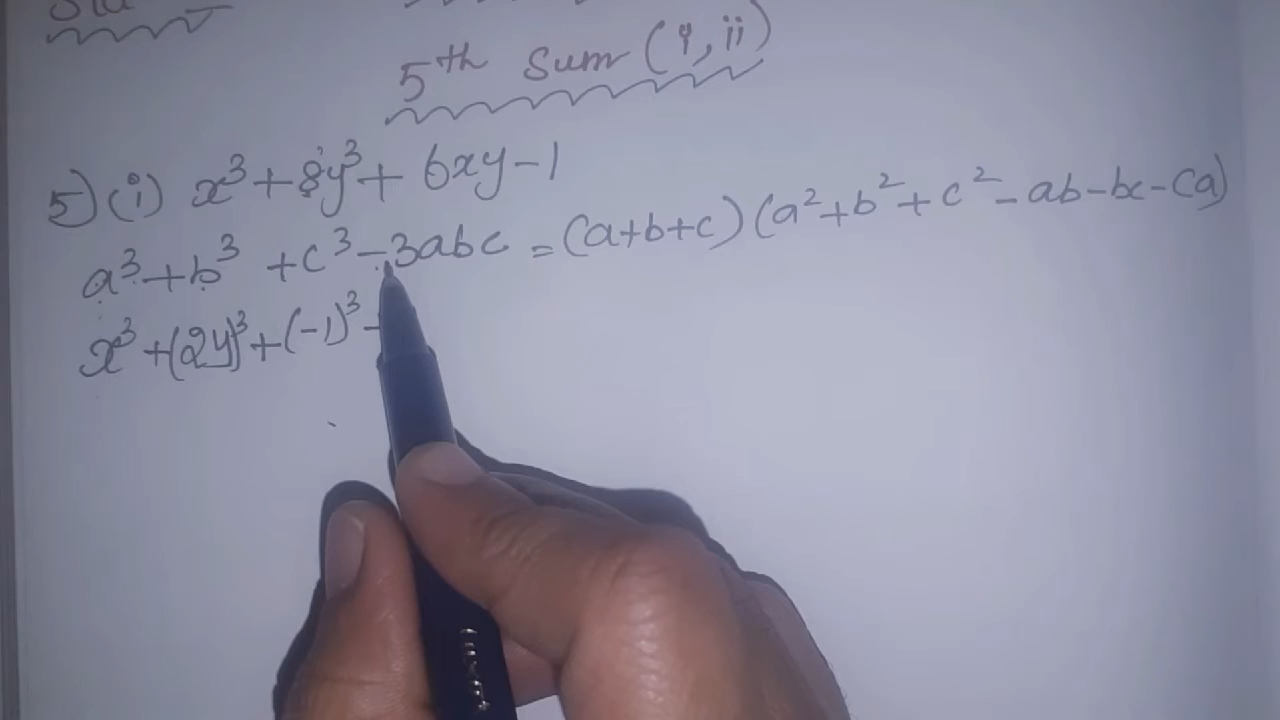 5th Sum (i, ii)
5) (i) x³ + 8y³ + 6xy - 1
a³ + b³ + c³ - 3abc = (a+b+c) (a² + b² + c² - ab - bc - ca)
x³ + (2y)³ + (-1)³ -